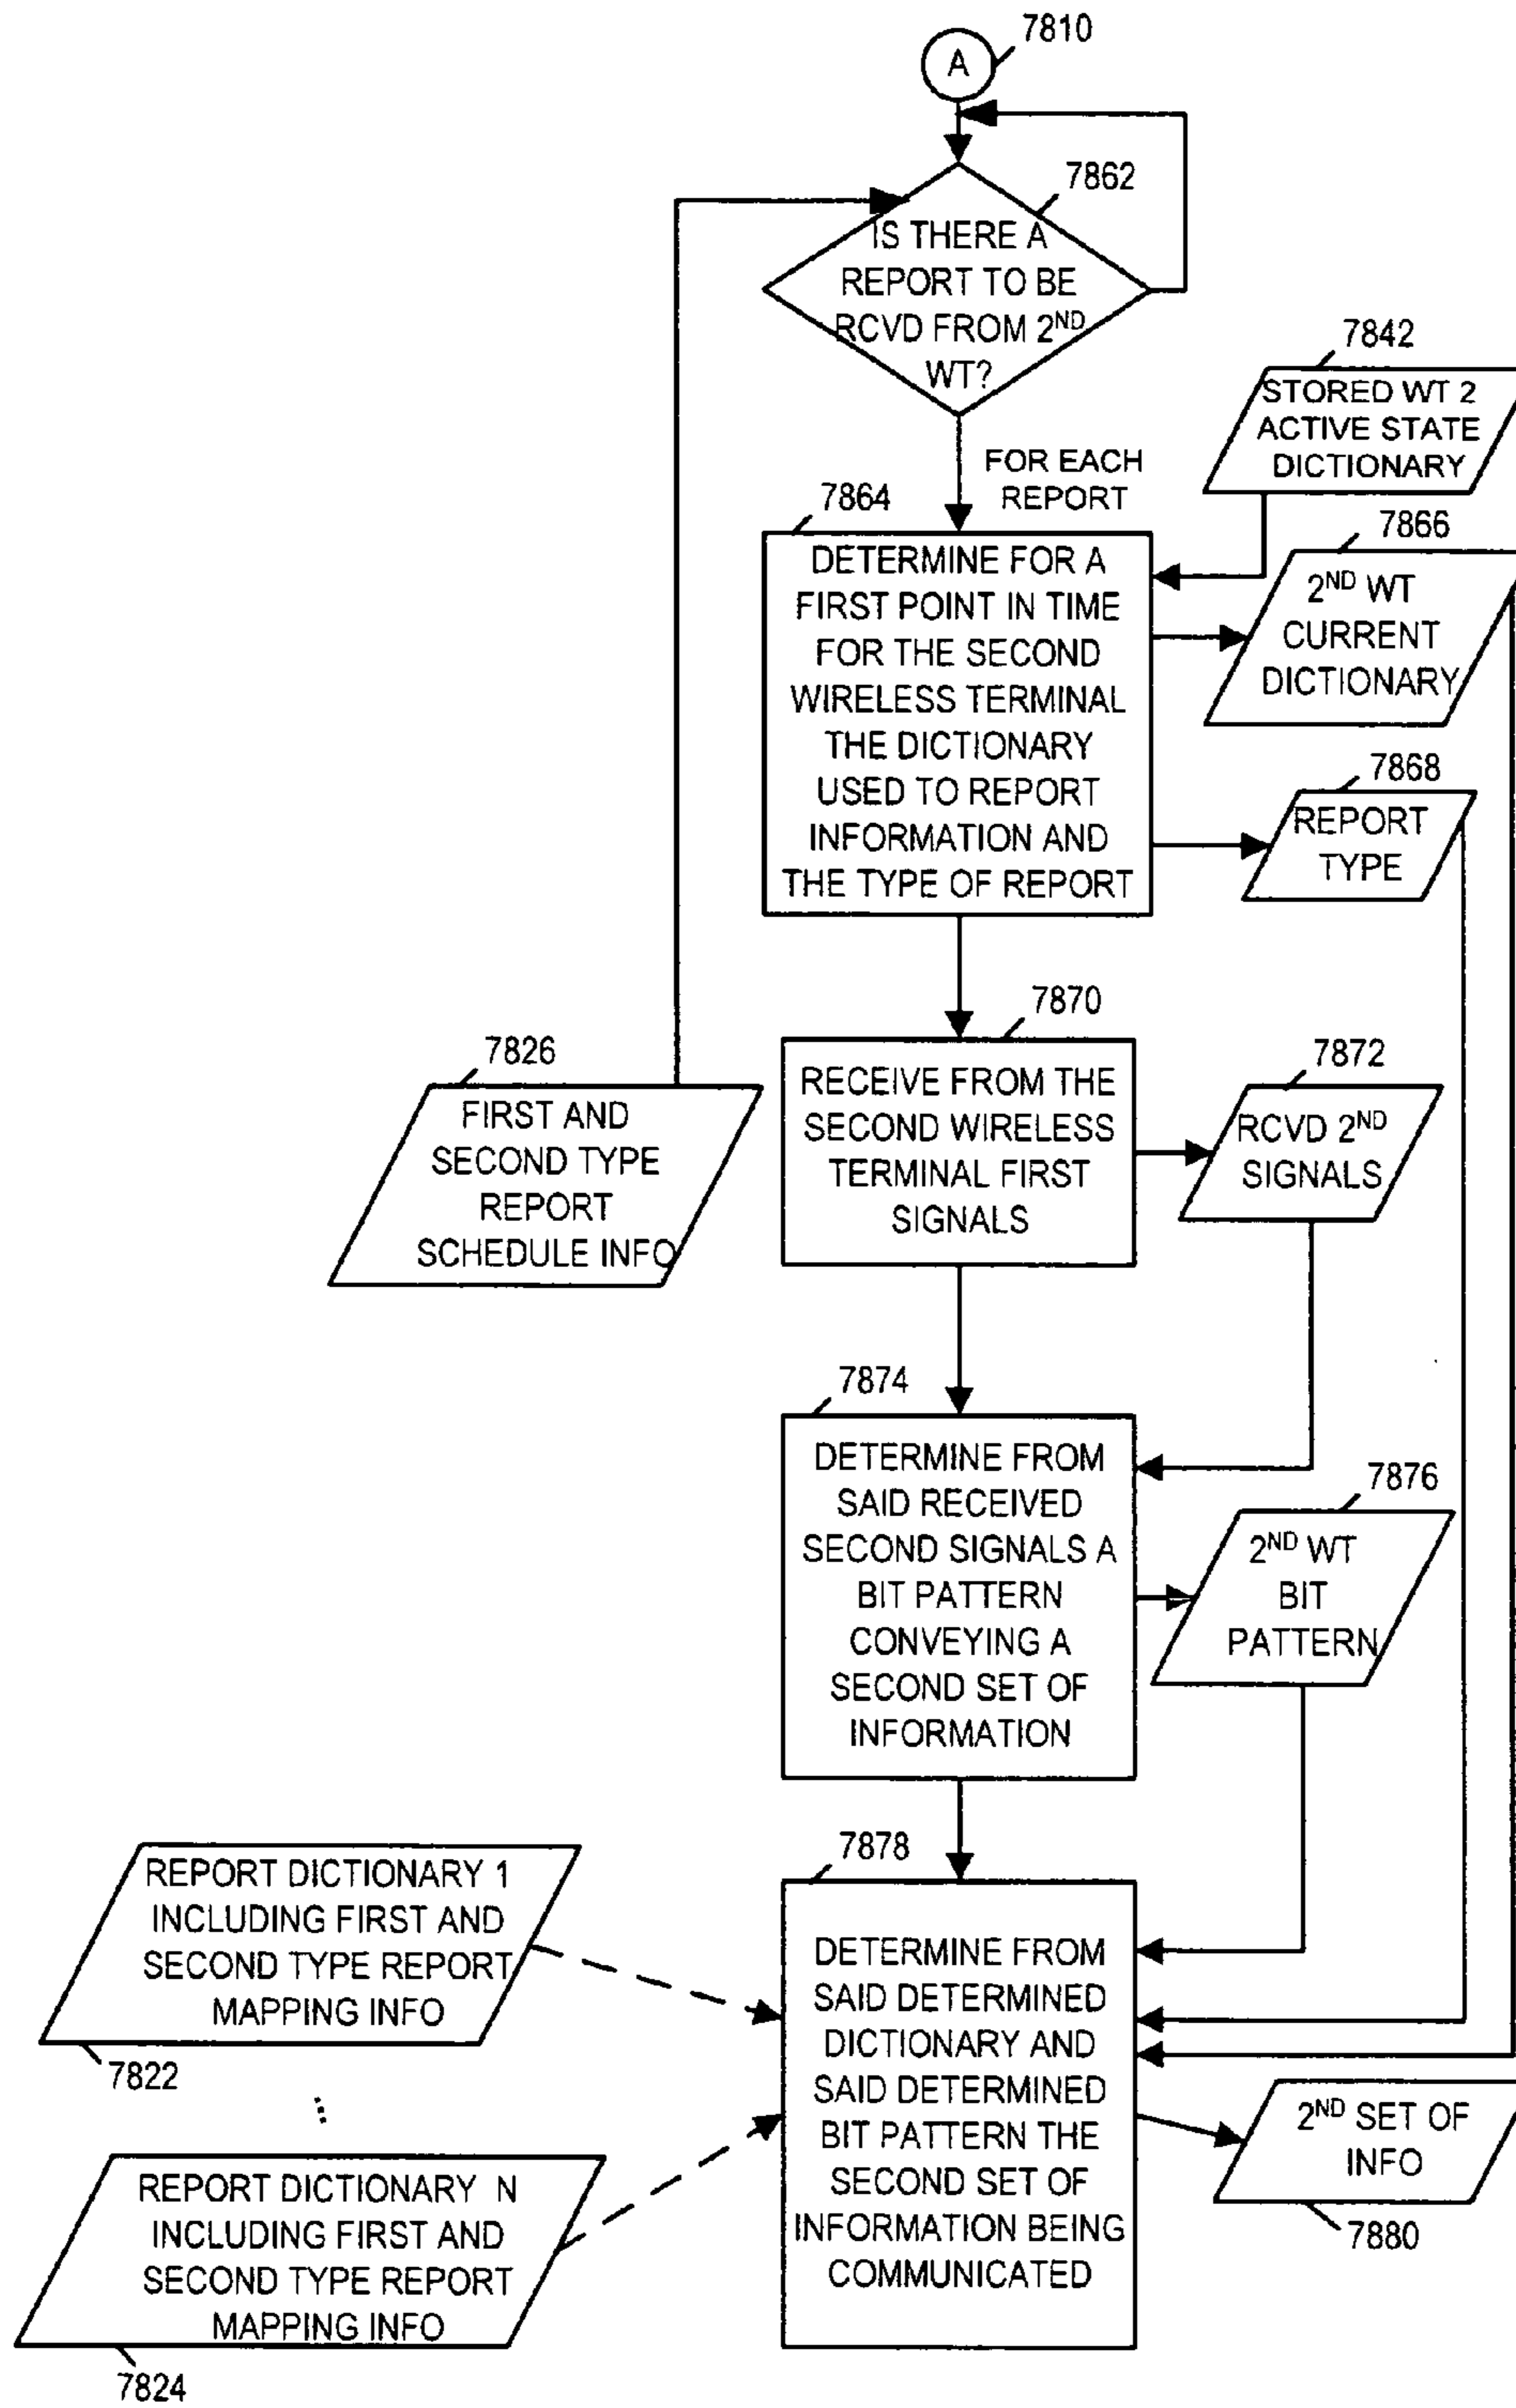 7810
A
7862
IS THERE A
REPORT TO BE
RCVD FROM 2ND
WT?
7842
STORED WT 2
ACTIVE STATE
DICTIONARY
FOR EACH
REPORT
7864
DETERMINE FOR A
FIRST POINT IN TIME
FOR THE SECOND
WIRELESS TERMINAL
THE DICTIONARY
USED TO REPORT
INFORMATION AND
THE TYPE OF REPORT
7866
2ND WT
CURRENT
DICTIONARY
7868
REPORT
TYPE
7826
FIRST AND
SECOND TYPE
REPORT
SCHEDULE INFO
7870
RECEIVE FROM THE
SECOND WIRELESS
TERMINAL FIRST
SIGNALS
7872
RCVD 2ND
SIGNALS
7874
DETERMINE FROM
SAID RECEIVED
SECOND SIGNALS A
BIT PATTERN
CONVEYING A
SECOND SET OF
INFORMATION
7876
2ND WT
BIT
PATTERN
REPORT DICTIONARY 1
INCLUDING FIRST AND
SECOND TYPE REPORT
MAPPING INFO
7822
REPORT DICTIONARY N
INCLUDING FIRST AND
SECOND TYPE REPORT
MAPPING INFO
7824
7878
DETERMINE FROM
SAID DETERMINED
DICTIONARY AND
SAID DETERMINED
BIT PATTERN THE
SECOND SET OF
INFORMATION BEING
COMMUNICATED
2ND SET OF
INFO
7880